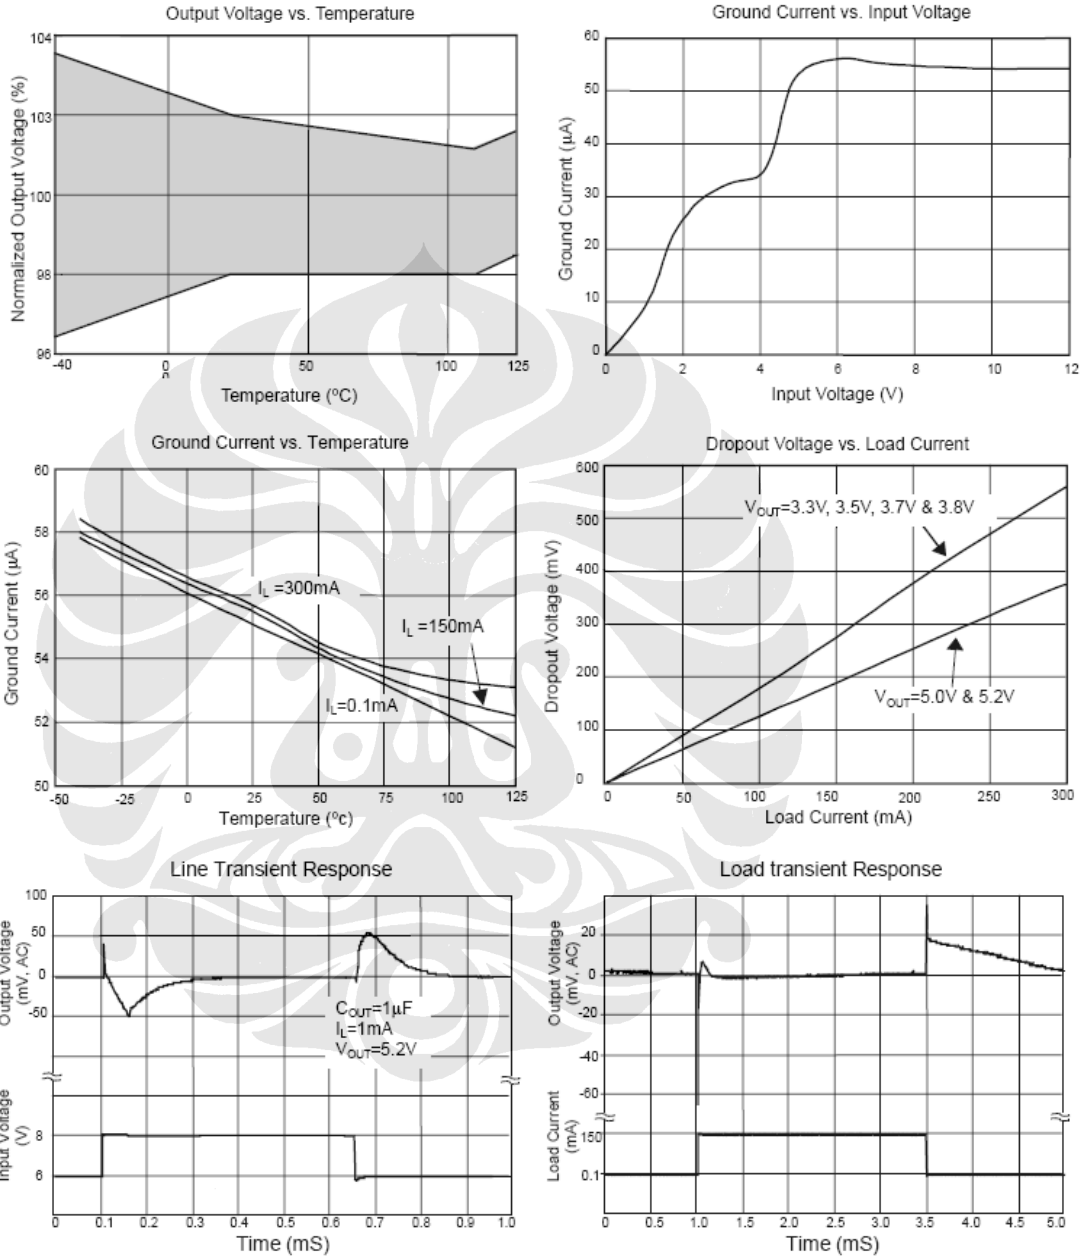 Output Voltage vs. Temperature
104
103
100
98
96
-40
0
0
50
100
125
Normalized Output Voltage (%)
Temperature (ºC)
Ground Current vs. Input Voltage
60
50
40
30
20
10
0
0
2
4
6
8
10
12
Ground Current (µA)
Input Voltage (V)
Ground Current vs. Temperature
60
58
56
54
52
50
-50
-25
0
25
50
75
100
125
Ground Current (µA)
IL =300mA
IL =150mA
IL=0.1mA
Temperature (ºc)
Dropout Voltage vs. Load Current
600
500
400
300
200
100
0
0
50
100
150
200
250
300
Dropout Voltage (mV)
VOUT=3.3V, 3.5V, 3.7V & 3.8V
VOUT=5.0V & 5.2V
Load Current (mA)
Line Transient Response
100
50
0
-50
Output Voltage
(mV, AC)
COUT=1µF
IL=1mA
VOUT=5.2V
Input Voltage
(V)
8
6
0
0.1
0.2
0.3
0.4
0.5
0.6
0.7
0.8
0.9
1.0
Time (mS)
Load transient Response
20
0
-20
-40
-60
Output Voltage
(mV, AC)
Load Current
(mA)
150
0.1
0
0.5
1.0
1.5
2.0
2.5
3.0
3.5
4.0
4.5
5.0
Time (mS)